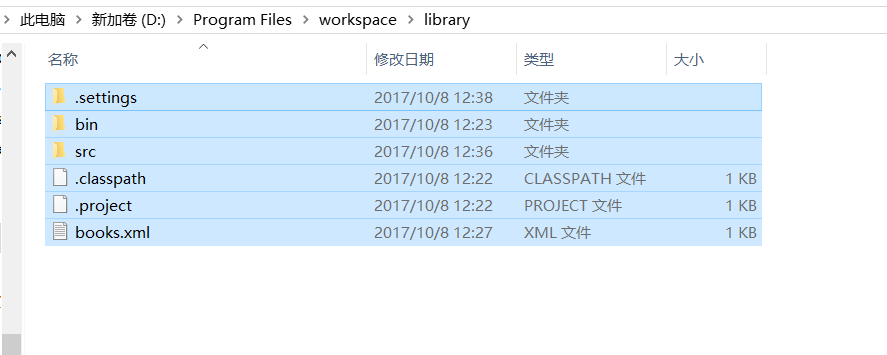 此电脑 > 新加卷 (D:) > Program Files > workspace > library
名称 修改日期 类型 大小
.settings 2017/10/8 12:38 文件夹
bin 2017/10/8 12:23 文件夹
src 2017/10/8 12:36 文件夹
.classpath 2017/10/8 12:22 CLASSPATH 文件 1 KB
.project 2017/10/8 12:22 PROJECT 文件 1 KB
books.xml 2017/10/8 12:27 XML 文件 1 KB